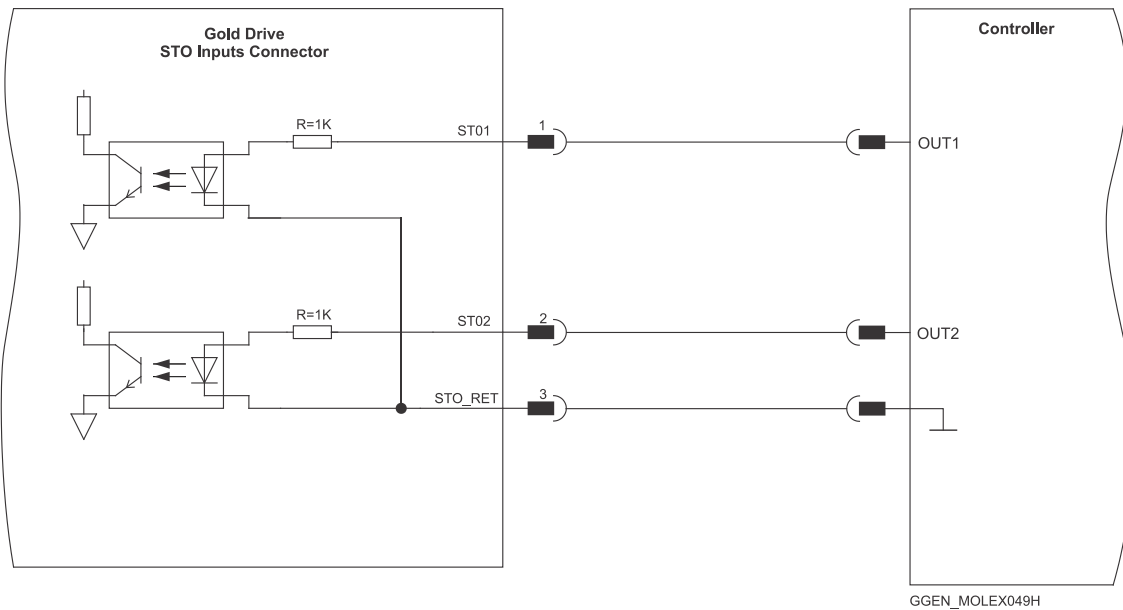 Gold Drive
STO Inputs Connector
Controller
R=1K
ST01
1
OUT1
R=1K
ST02
2
OUT2
STO_RET
3
GGEN_MOLEX049H